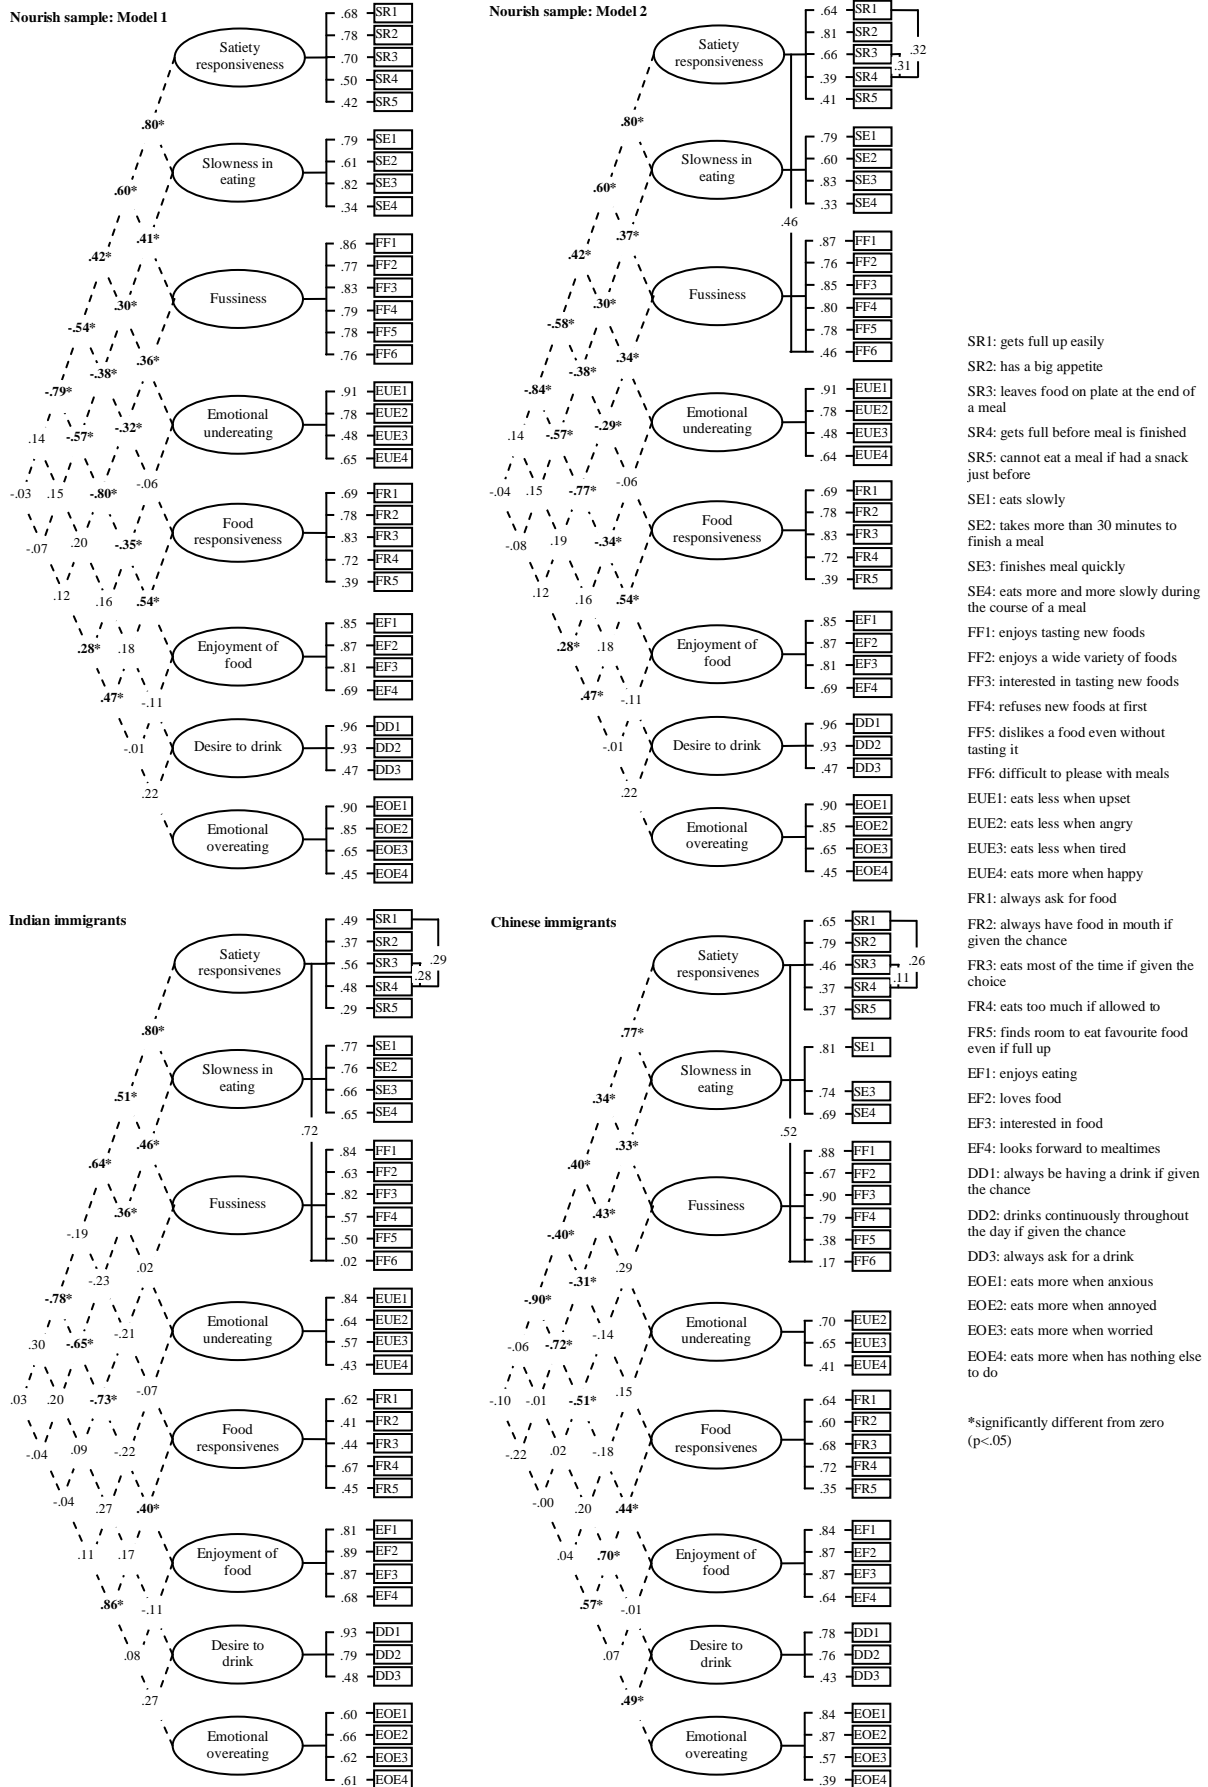 Nourish sample: Model 1
Satiety
responsiveness
.68 SR1
.78 SR2
.70 SR3
.50 SR4
.42 SR5
Slowness in
eating
.79 SE1
.61 SE2
.82 SE3
.34 SE4
Fussiness
.86 FF1
.77 FF2
.83 FF3
.79 FF4
.78 FF5
.76 FF6
Emotional
undereating
.91 EUE1
.78 EUE2
.48 EUE3
.65 EUE4
Food
responsiveness
.69 FR1
.78 FR2
.83 FR3
.72 FR4
.39 FR5
Enjoyment of
food
.85 EF1
.87 EF2
.81 EF3
.69 EF4
Desire to drink
.96 DD1
.93 DD2
.47 DD3
Emotional
overeating
.90 EOE1
.85 EOE2
.65 EOE3
.45 EOE4
.80*
.60*
.41*
.42*
.30*
-.54*
.36*
-.38*
-.79*
-.32*
.14
-.57*
-.06
-.03
.15
-.80*
-.07
.20
-.35*
.12
.16
.54*
.28*
.18
.47*
-.11
-.01
.22
Nourish sample: Model 2
Satiety
responsiveness
.64 SR1
.81 SR2
.66 SR3
.39 SR4
.41 SR5
.32
.31
Slowness in
eating
.79 SE1
.60 SE2
.83 SE3
.33 SE4
.46
Fussiness
.87 FF1
.76 FF2
.85 FF3
.80 FF4
.78 FF5
.46 FF6
Emotional
undereating
.91 EUE1
.78 EUE2
.48 EUE3
.64 EUE4
Food
responsiveness
.69 FR1
.78 FR2
.83 FR3
.72 FR4
.39 FR5
Enjoyment of
food
.85 EF1
.87 EF2
.81 EF3
.69 EF4
Desire to drink
.96 DD1
.93 DD2
.47 DD3
Emotional
overeating
.90 EOE1
.85 EOE2
.65 EOE3
.45 EOE4
.80*
.60*
.37*
.42*
.30*
-.58*
.34*
-.38*
-.84*
-.29*
.14
-.57*
-.06
-.04
.15
-.77*
-.08
.19
-.34*
.12
.16
.54*
.28*
.18
.47*
-.11
-.01
.22
Indian immigrants
Satiety
responsivenes
.49 SR1
.37 SR2
.56 SR3
.48 SR4
.29 SR5
.29
.28
Slowness in
eating
.77 SE1
.76 SE2
.66 SE3
.65 SE4
.72
Fussiness
.84 FF1
.63 FF2
.82 FF3
.57 FF4
.50 FF5
.02 FF6
Emotional
undereating
.84 EUE1
.64 EUE2
.57 EUE3
.43 EUE4
Food
responsivenes
.62 FR1
.41 FR2
.44 FR3
.67 FR4
.45 FR5
Enjoyment of
food
.81 EF1
.89 EF2
.87 EF3
.68 EF4
Desire to
drink
.93 DD1
.79 DD2
.48 DD3
Emotional
overeating
.60 EOE1
.66 EOE2
.62 EOE3
.61 EOE4
.80*
.51*
.46*
.64*
.36*
-.19
.02
-.23
-.78*
-.21
.30
-.65*
-.07
.03
.20
-.73*
-.04
.09
-.22
-.04
.27
.40*
.11
.17
.86*
-.11
.08
.27
Chinese immigrants
Satiety
responsivenes
.65 SR1
.79 SR2
.46 SR3
.37 SR4
.37 SR5
.26
.11
Slowness in
eating
.81 SE1
.74 SE3
.69 SE4
.52
Fussiness
.88 FF1
.67 FF2
.90 FF3
.79 FF4
.38 FF5
.17 FF6
Emotional
undereating
.70 EUE2
.65 EUE3
.41 EUE4
Food
responsivenes
.64 FR1
.60 FR2
.68 FR3
.72 FR4
.35 FR5
Enjoyment of
food
.84 EF1
.87 EF2
.87 EF3
.64 EF4
Desire to
drink
.78 DD1
.76 DD2
.43 DD3
Emotional
overeating
.84 EOE1
.87 EOE2
.57 EOE3
.39 EOE4
.77*
.34*
.33*
.40*
.43*
-.40*
.29
-.31*
-.90*
-.14
-.06
-.72*
.15
-.10
-.01
-.51*
-.22
.02
-.18
-.00
.20
.44*
.04
.70*
.57*
-.01
.07
.49*
SR1: gets full up easily
SR2: has a big appetite
SR3: leaves food on plate at the end of
a meal
SR4: gets full before meal is finished
SR5: cannot eat a meal if had a snack
just before
SE1: eats slowly
SE2: takes more than 30 minutes to
finish a meal
SE3: finishes meal quickly
SE4: eats more and more slowly during
the course of a meal
FF1: enjoys tasting new foods
FF2: enjoys a wide variety of foods
FF3: interested in tasting new foods
FF4: refuses new foods at first
FF5: dislikes a food even without
tasting it
FF6: difficult to please with meals
EUE1: eats less when upset
EUE2: eats less when angry
EUE3: eats less when tired
EUE4: eats more when happy
FR1: always ask for food
FR2: always have food in mouth if
given the chance
FR3: eats most of the time if given the
choice
FR4: eats too much if allowed to
FR5: finds room to eat favourite food
even if full up
EF1: enjoys eating
EF2: loves food
EF3: interested in food
EF4: looks forward to mealtimes
DD1: always be having a drink if given
the chance
DD2: drinks continuously throughout
the day if given the chance
DD3: always ask for a drink
EOE1: eats more when anxious
EOE2: eats more when annoyed
EOE3: eats more when worried
EOE4: eats more when has nothing else
to do
*significantly different from zero
(p<.05)